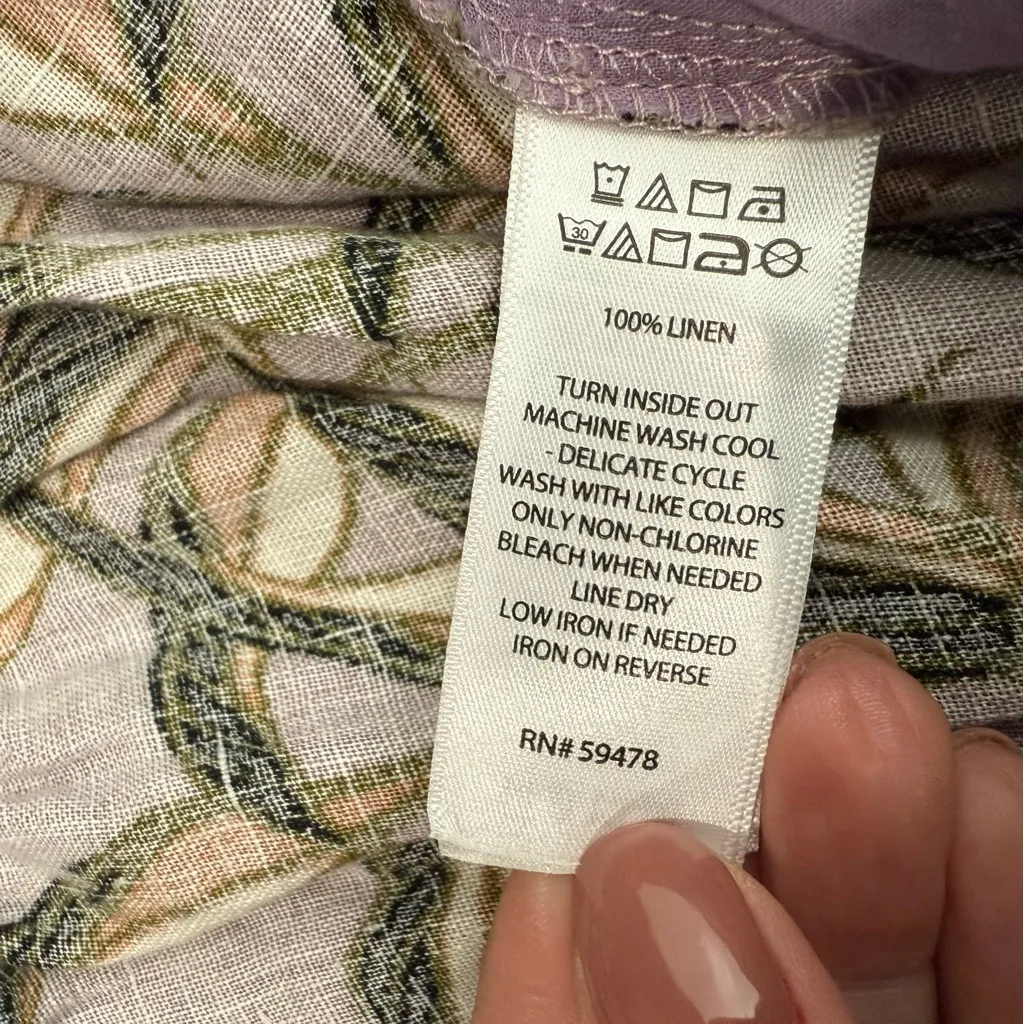 30
100% LINEN
TURN INSIDE OUT
MACHINE WASH COOL
- DELICATE CYCLE
WASH WITH LIKE COLORS
ONLY NON-CHLORINE
BLEACH WHEN NEEDED
LINE DRY
LOW IRON IF NEEDED
IRON ON REVERSE
RN# 59478